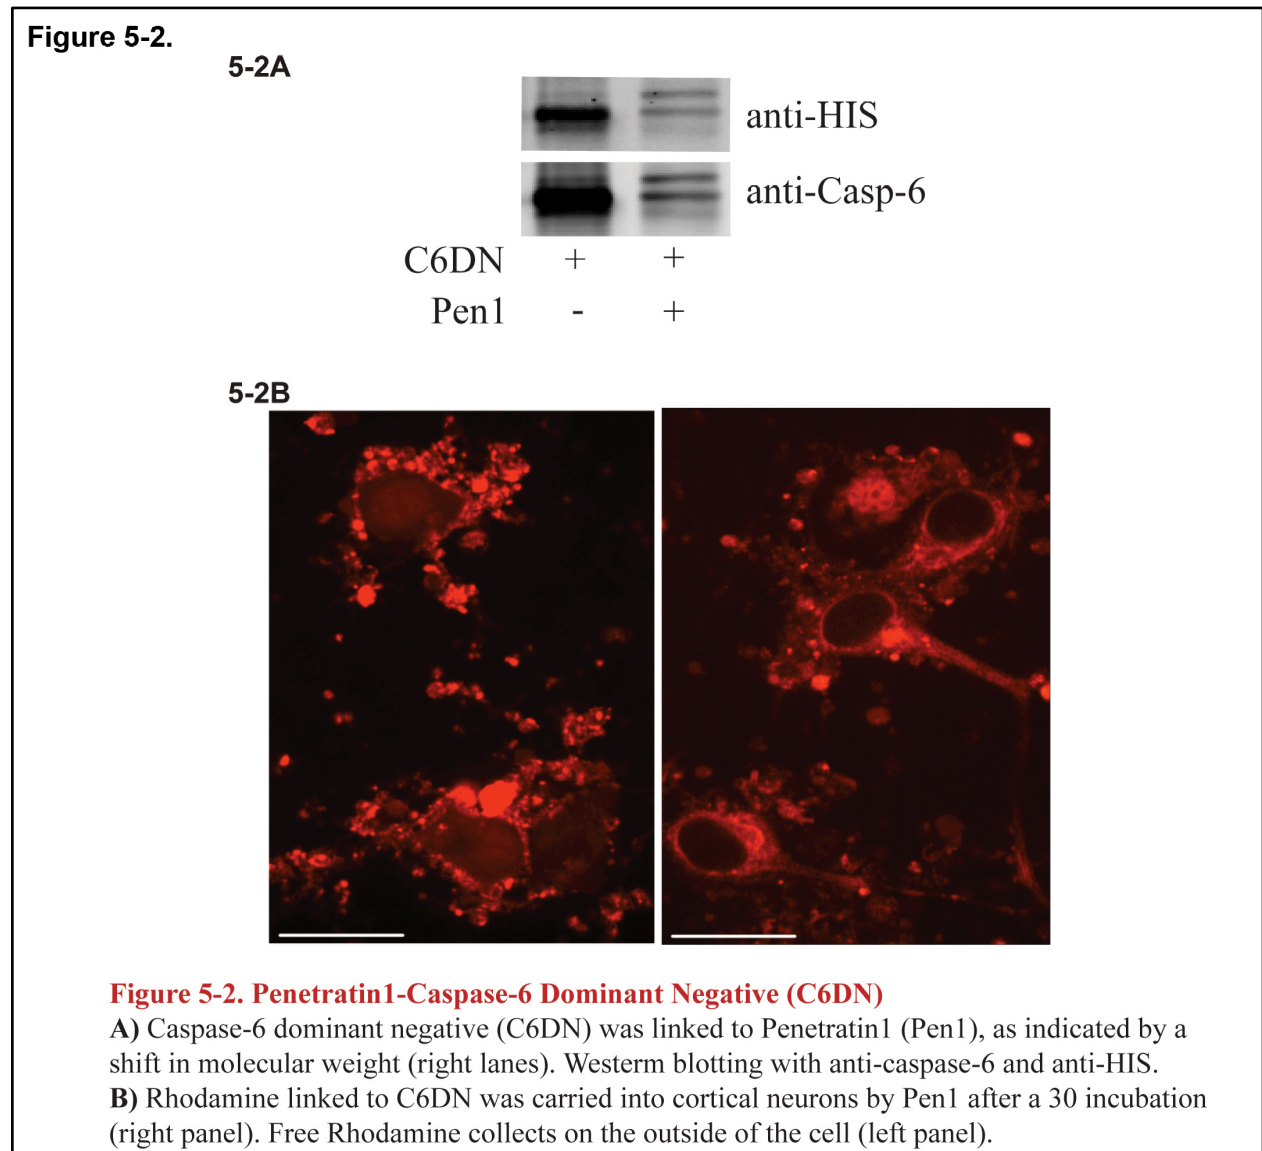 Figure 5-2.
5-2A
anti-HIS
anti-Casp-6
C6DN + +
Pen1 - +
5-2B
Figure 5-2. Penetratin1-Caspase-6 Dominant Negative (C6DN)
A) Caspase-6 dominant negative (C6DN) was linked to Penetratin1 (Pen1), as indicated by a
shift in molecular weight (right lanes). Westerm blotting with anti-caspase-6 and anti-HIS.
B) Rhodamine linked to C6DN was carried into cortical neurons by Pen1 after a 30 incubation
(right panel). Free Rhodamine collects on the outside of the cell (left panel).